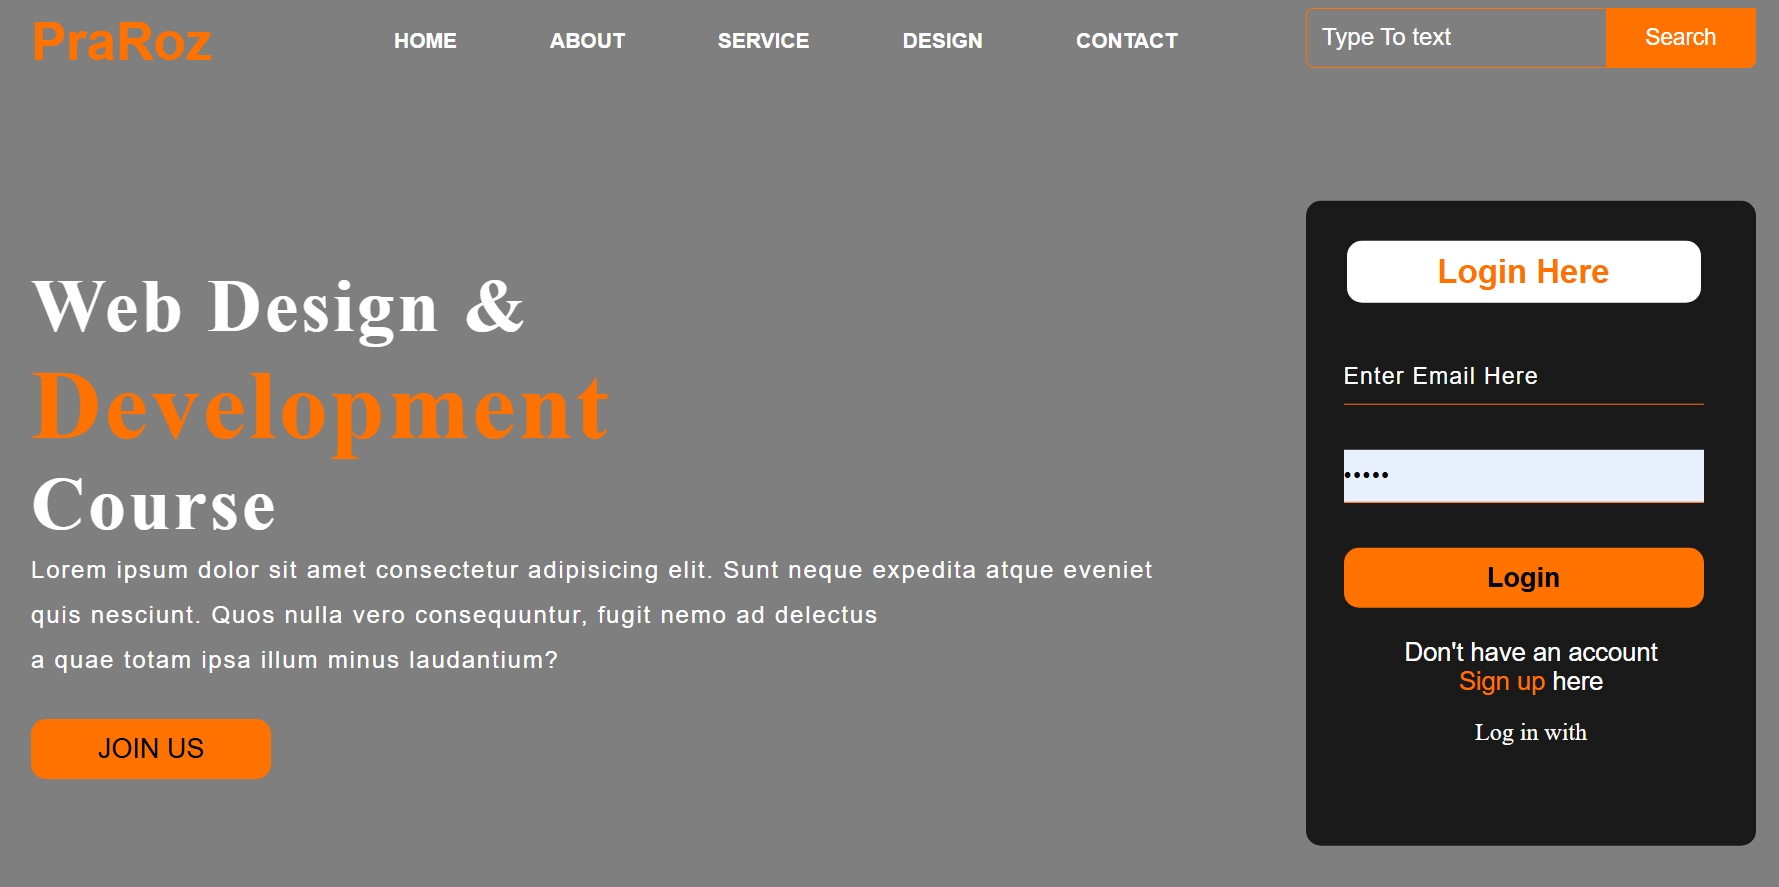 PraRoz
HOME ABOUT SERVICE DESIGN CONTACT
Type To text Search
Web Design &
Development
Course
Lorem ipsum dolor sit amet consectetur adipisicing elit. Sunt neque expedita atque eveniet
quis nesciunt. Quos nulla vero consequuntur, fugit nemo ad delectus
a quae totam ipsa illum minus laudantium?
JOIN US
Login Here
Enter Email Here
•••••
Login
Don't have an account
Sign up here
Log in with